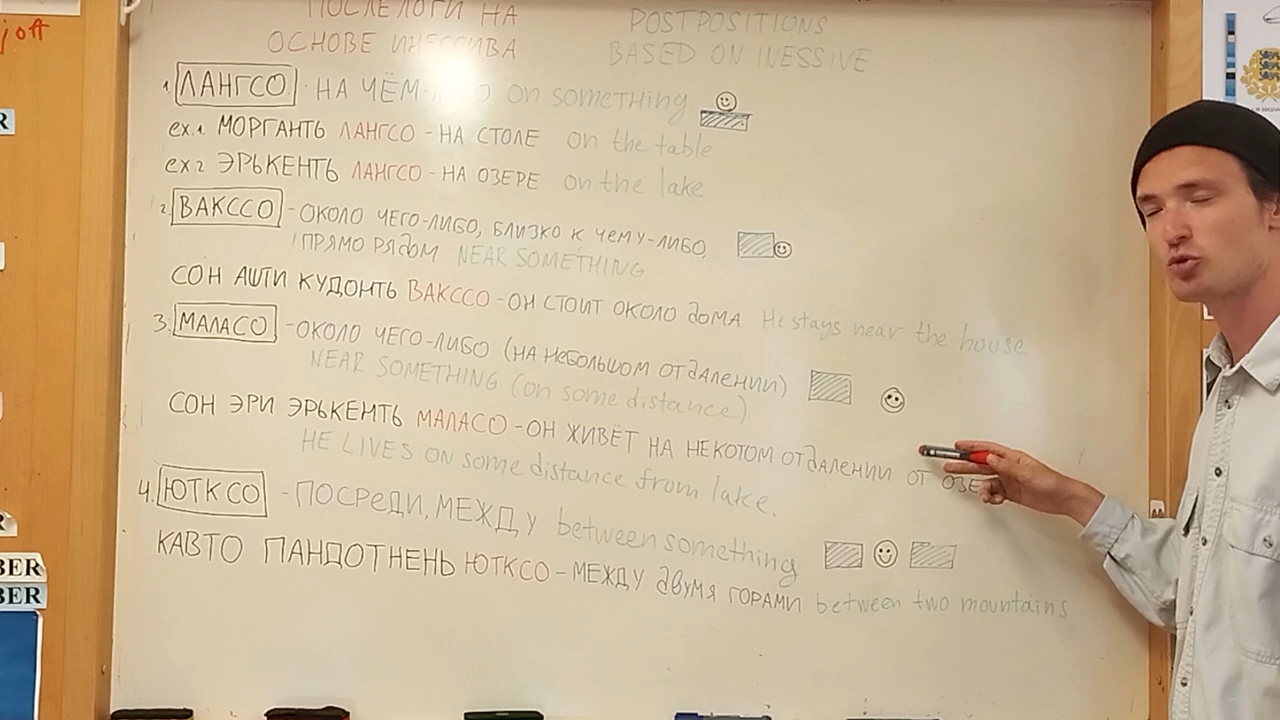 joff
ПОСЛЕЛОГИ НА
ОСНОВЕ ИНЕССИВА
POSTPOSITIONS
BASED ON INESSIVE
1 ЛАНГСО - НА ЧЁМ- on something
ex.1 МОРГАНТЬ ЛАНГСО - НА СТОЛЕ on the table
ex.2 ЭРЬКЕНТЬ ЛАНГСО - НА ОЗЕРЕ on the lake
2. ВАКССО - ОКОЛО ЧЕГО-ЛИБО, БЛИЗКО К ЧЕМУ-ЛИБО,
ПРЯМО РЯДОМ NEAR SOMETHING
СОН АШТИ КУДОНТЬ ВАКССО - ОН СТОИТ ОКОЛО ДОМА He stays near the house
3. МАЛАСО - ОКОЛО ЧЕГО-ЛИБО (НА НЕБОЛЬШОМ ОТДАЛЕНИИ)
NEAR SOMETHING (on some distance)
СОН ЭРИ ЭРЬКЕНТЬ МАЛАСО - ОН ЖИВЁТ НА НЕКОТОМ ОТДАЛЕНИИ ОТ ОЗЕ
HE LIVES ON some distance from lake.
4. ЮТКСО - ПОСРЕДИ, МЕЖДУ between something
КАВТО ПАНДОТНЕНЬ ЮТКСО - МЕЖДУ ДВУМЯ ГОРАМИ between two mountains
R
R
BER
BER